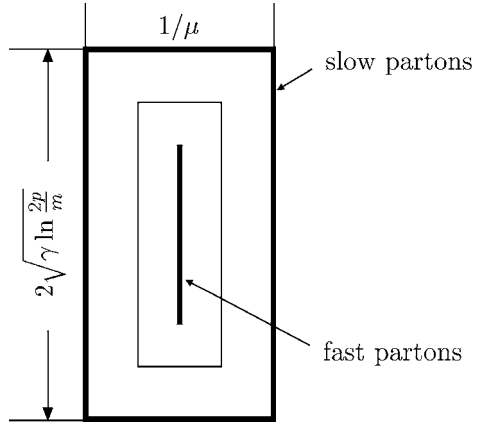 1/μ
slow partons
2√(γ ln 2p/m)
fast partons